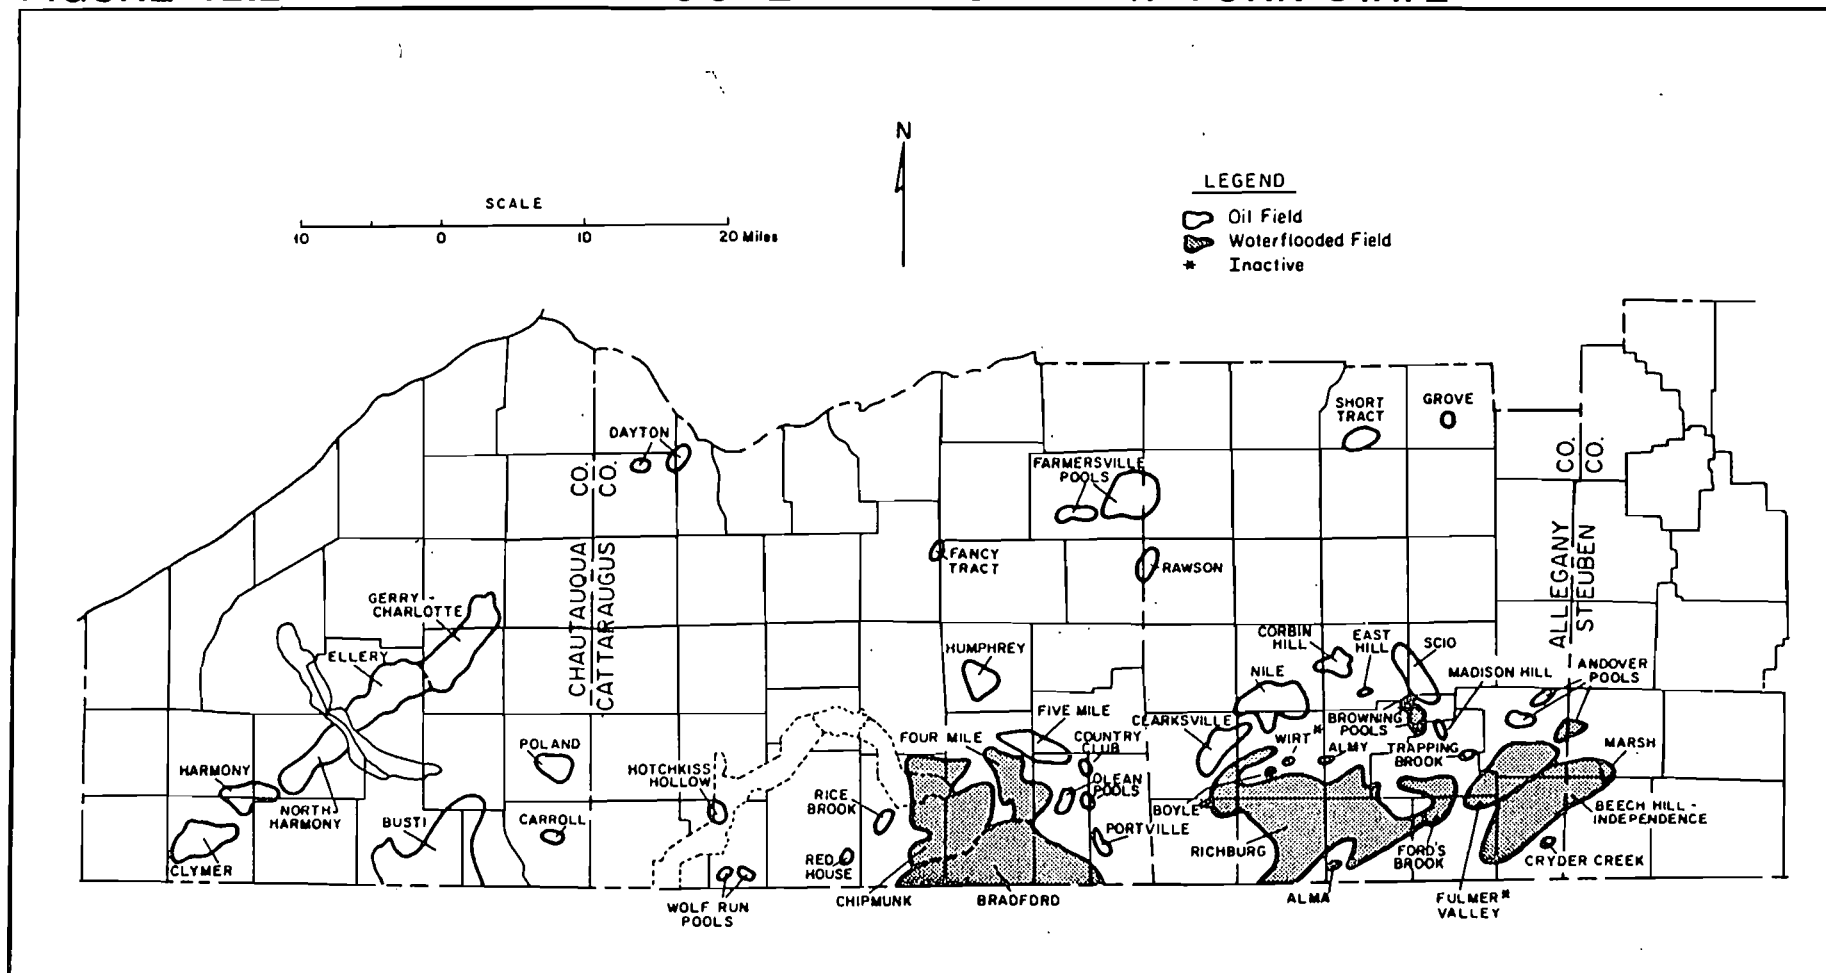 N
SCALE
10 0 10 20 Miles
LEGEND
Oil Field
Waterflooded Field
* Inactive
DAYTON
SHORT
TRACT
GROVE
FARMERSVILLE
POOLS
CO.
CO.
CO.
CO.
FANCY
TRACT
RAWSON
CHAUTAUQUA
CATTARAUGUS
ALLEGANY
STEUBEN
GERRY -
CHARLOTTE
ELLERY
HUMPHREY
CORBIN
HILL
EAST
HILL
SCIO
NILE
MADISON HILL
ANDOVER
POOLS
FIVE MILE
CLARKSVILLE
BROWNING
POOLS
FOUR MILE
COUNTRY
CLUB
WIRT*
ALMY
TRAPPING
BROOK
MARSH
POLAND
HARMONY
HOTCHKISS
HOLLOW
OLEAN
POOLS
NORTH-
HARMONY
BUSTI
CARROLL
RICE
BROOK
BOYLE
BEECH HILL -
INDEPENDENCE
PORTVILLE
RICHBURG
FORD'S
BROOK
CLYMER
RED
HOUSE
CRYDER CREEK
WOLF RUN
POOLS
CHIPMUNK
BRADFORD
ALMA
FULMER*
VALLEY